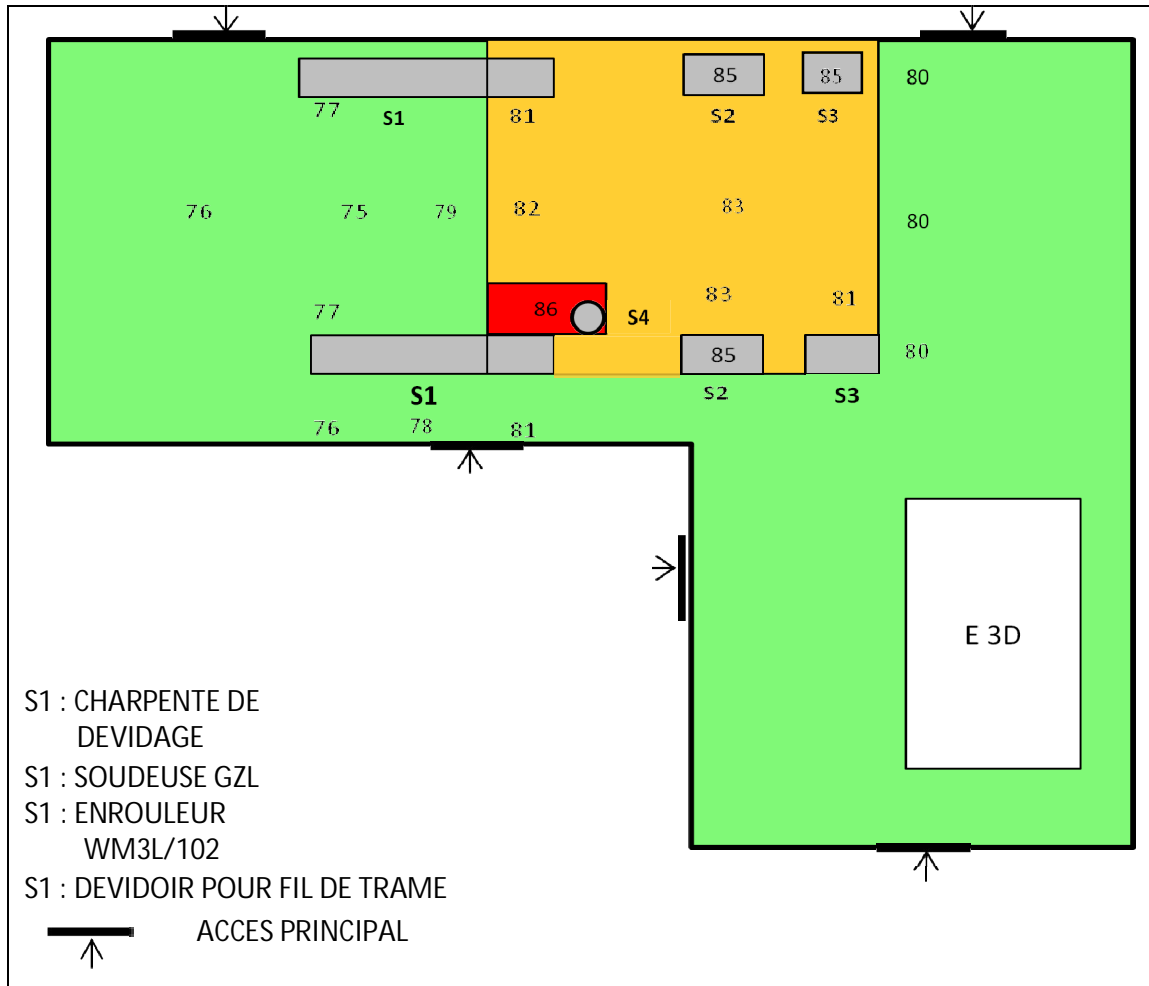 85 85 80
77 S1 81 S2 S3
76 75 79 82 83 80
77 86 S4 83 81
85 80
S1 S2 S3
76 78 81
E 3D
S1 : CHARPENTE DE
DEVIDAGE
S1 : SOUDEUSE GZL
S1 : ENROULEUR
WM3L/102
S1 : DEVIDOIR POUR FIL DE TRAME
ACCES PRINCIPAL